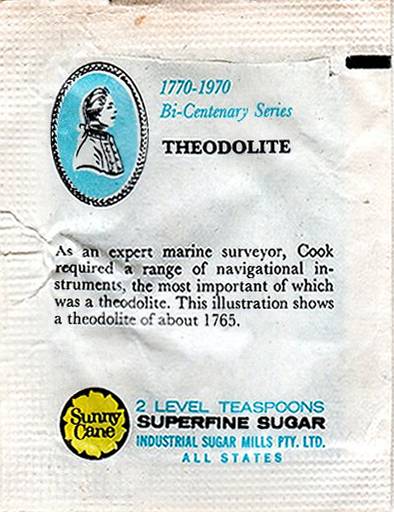 1770-1970
Bi-Centenary Series
THEODOLITE
As an expert marine surveyor, Cook
required a range of navigational in-
struments, the most important of which
was a theodolite. This illustration shows
a theodolite of about 1765.
Sunny
Cane
2 LEVEL TEASPOONS
SUPERFINE SUGAR
INDUSTRIAL SUGAR MILLS PTY. LTD.
ALL STATES